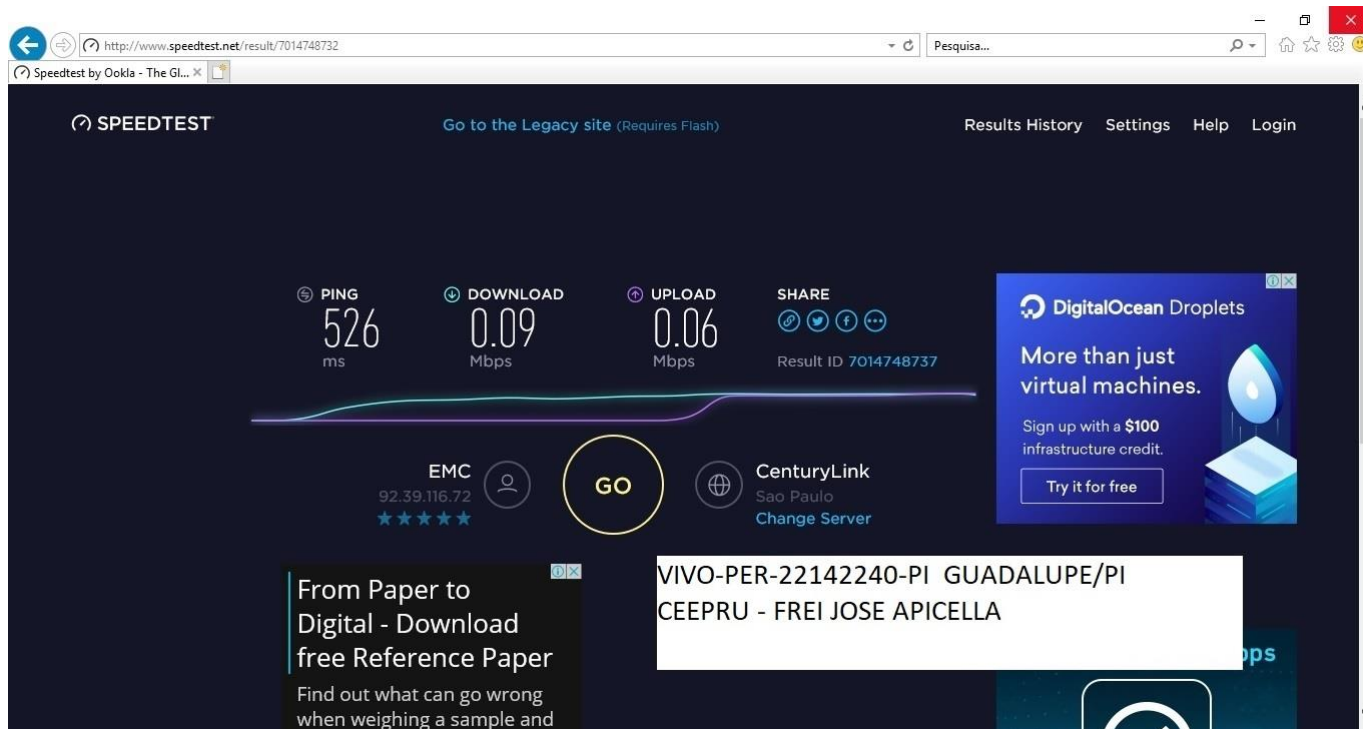 http://www.speedtest.net/result/7014748732
Pesquisa...
Speedtest by Ookla - The Gl...
SPEEDTEST
Go to the Legacy site (Requires Flash)
Results History Settings Help Login
PING DOWNLOAD UPLOAD SHARE
526 0.09 0.06
ms Mbps Mbps Result ID 7014748737
DigitalOcean Droplets
More than just
virtual machines.
Sign up with a $100
infrastructure credit.
Try it for free
EMC
92.39.116.72
GO
CenturyLink
Sao Paulo
Change Server
From Paper to
Digital - Download
free Reference Paper
Find out what can go wrong
when weighing a sample and
VIVO-PER-22142240-PI GUADALUPE/PI
CEEPRU - FREI JOSE APICELLA